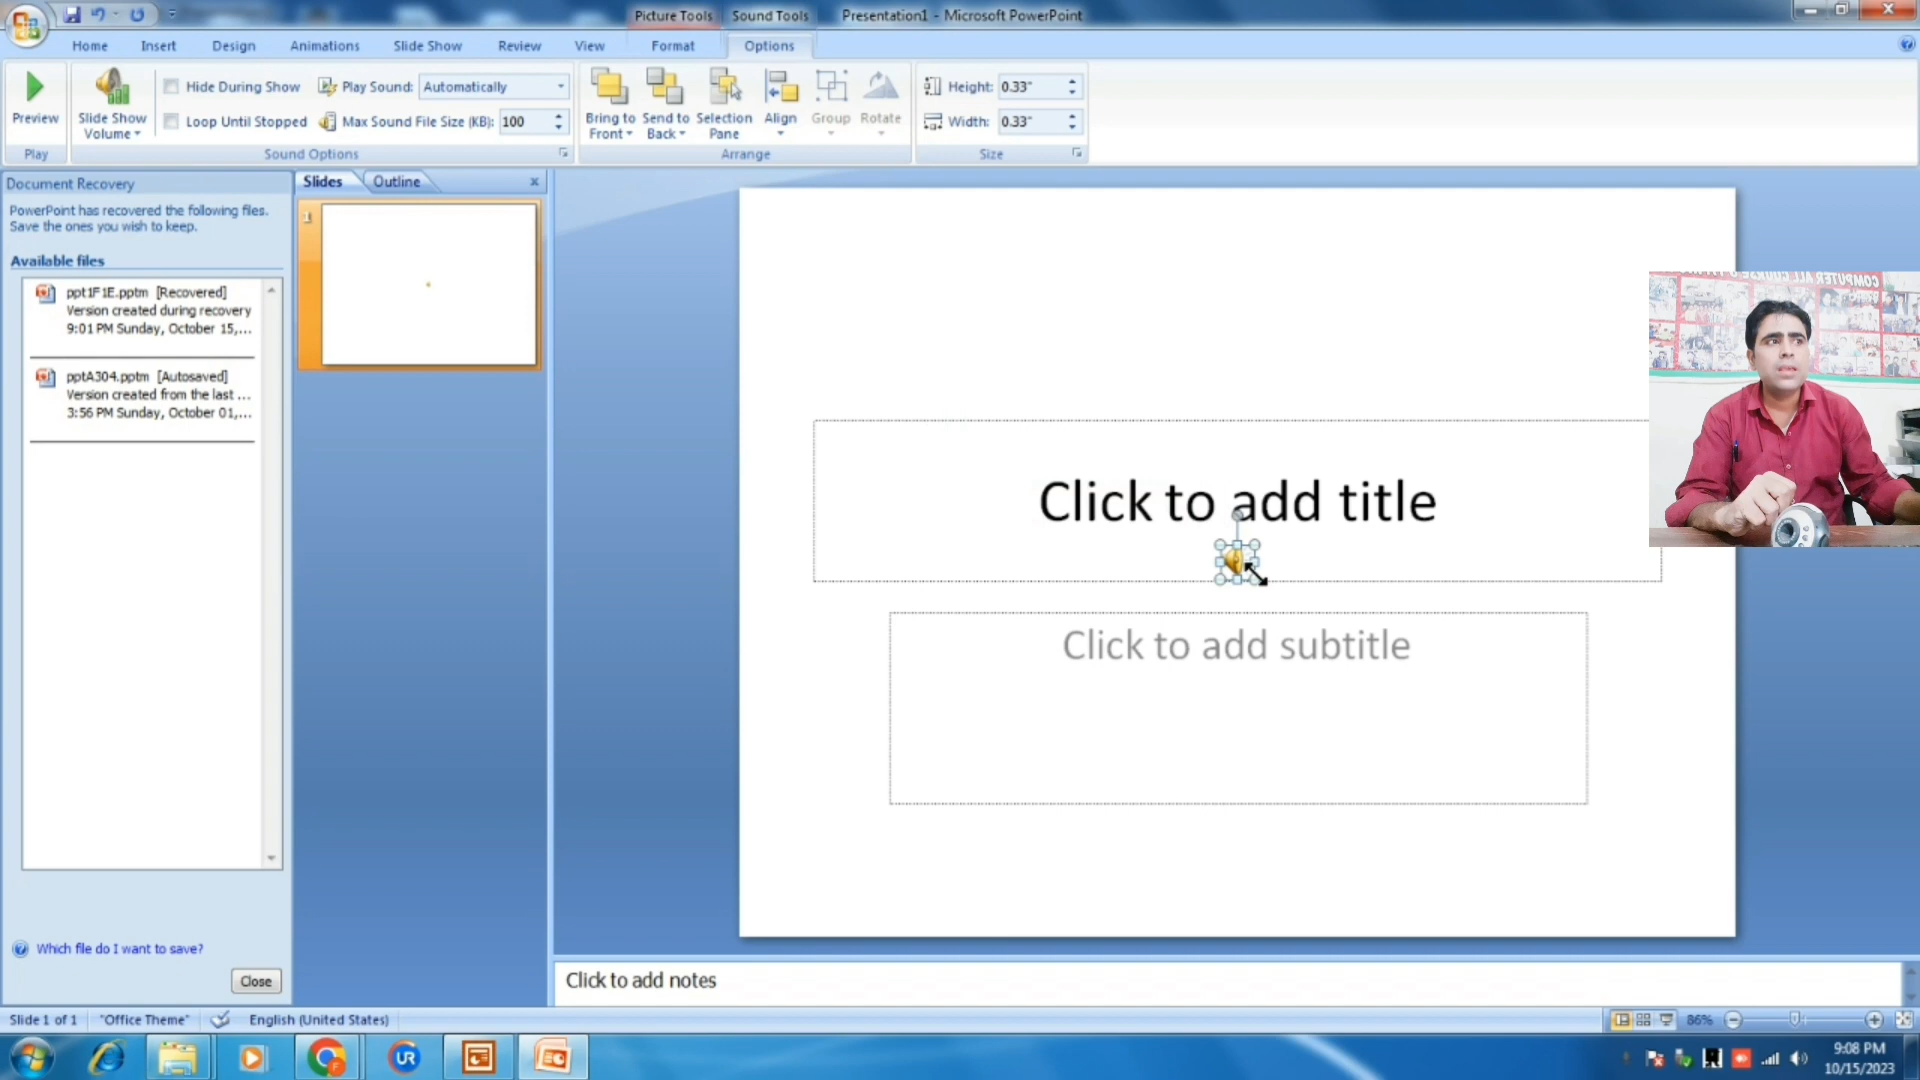 Picture Tools Sound Tools Presentation1 - Microsoft PowerPoint
Home Insert Design Animations Slide Show Review View Format Options
Preview
Slide Show Volume
Hide During Show
Loop Until Stopped
Play Sound: Automatically
Max Sound File Size (KB): 100
Bring to Front
Send to Back
Selection Pane
Align
Group
Rotate
Height: 0.33"
Width: 0.33"
Play Sound Options Arrange Size
Document Recovery
PowerPoint has recovered the following files.
Save the ones you wish to keep.
Available files
ppt1F1E.pptm [Recovered]
Version created during recovery
9:01 PM Sunday, October 15,...
pptA304.pptm [Autosaved]
Version created from the last ...
3:56 PM Sunday, October 01,...
Which file do I want to save?
Close
Slides Outline
1
COMPUTER ALL COURSE
Click to add title
Click to add subtitle
Click to add notes
Slide 1 of 1 "Office Theme" English (United States) 86%
UR
9:08 PM
10/15/2023